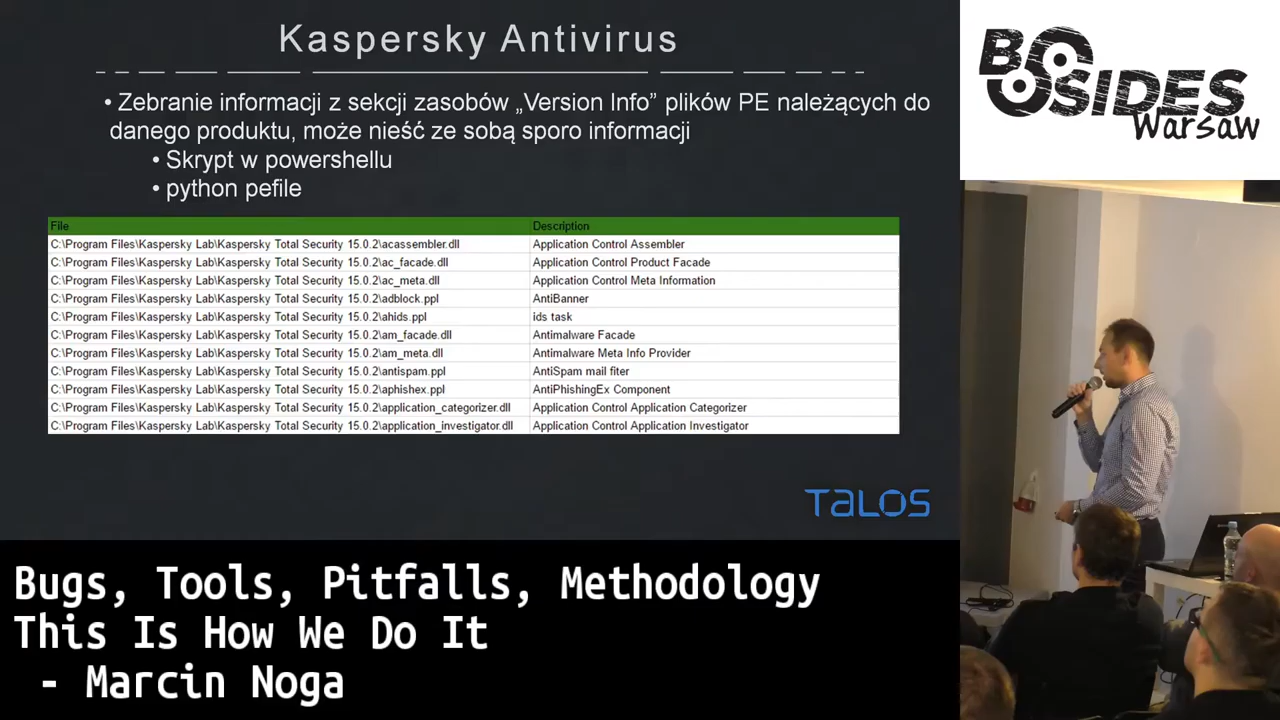 Kaspersky Antivirus
• Zebranie informacji z sekcji zasobów „Version Info” plików PE należących do
danego produktu, może nieść ze sobą sporo informacji
• Skrypt w powershellu
• python pefile
File Description
C:\Program Files\Kaspersky Lab\Kaspersky Total Security 15.0.2\acassembler.dll Application Control Assembler
C:\Program Files\Kaspersky Lab\Kaspersky Total Security 15.0.2\ac_facade.dll Application Control Product Facade
C:\Program Files\Kaspersky Lab\Kaspersky Total Security 15.0.2\ac_meta.dll Application Control Meta Information
C:\Program Files\Kaspersky Lab\Kaspersky Total Security 15.0.2\adblock.ppl AntiBanner
C:\Program Files\Kaspersky Lab\Kaspersky Total Security 15.0.2\ahids.ppl ids task
C:\Program Files\Kaspersky Lab\Kaspersky Total Security 15.0.2\am_facade.dll Antimalware Facade
C:\Program Files\Kaspersky Lab\Kaspersky Total Security 15.0.2\am_meta.dll Antimalware Meta Info Provider
C:\Program Files\Kaspersky Lab\Kaspersky Total Security 15.0.2\antispam.ppl AntiSpam mail fiter
C:\Program Files\Kaspersky Lab\Kaspersky Total Security 15.0.2\aphishex.ppl AntiPhishingEx Component
C:\Program Files\Kaspersky Lab\Kaspersky Total Security 15.0.2\application_categorizer.dll Application Control Application Categorizer
C:\Program Files\Kaspersky Lab\Kaspersky Total Security 15.0.2\application_investigator.dll Application Control Application Investigator
TALOS
BSIDES
Warsaw
Bugs, Tools, Pitfalls, Methodology
This Is How We Do It
- Marcin Noga